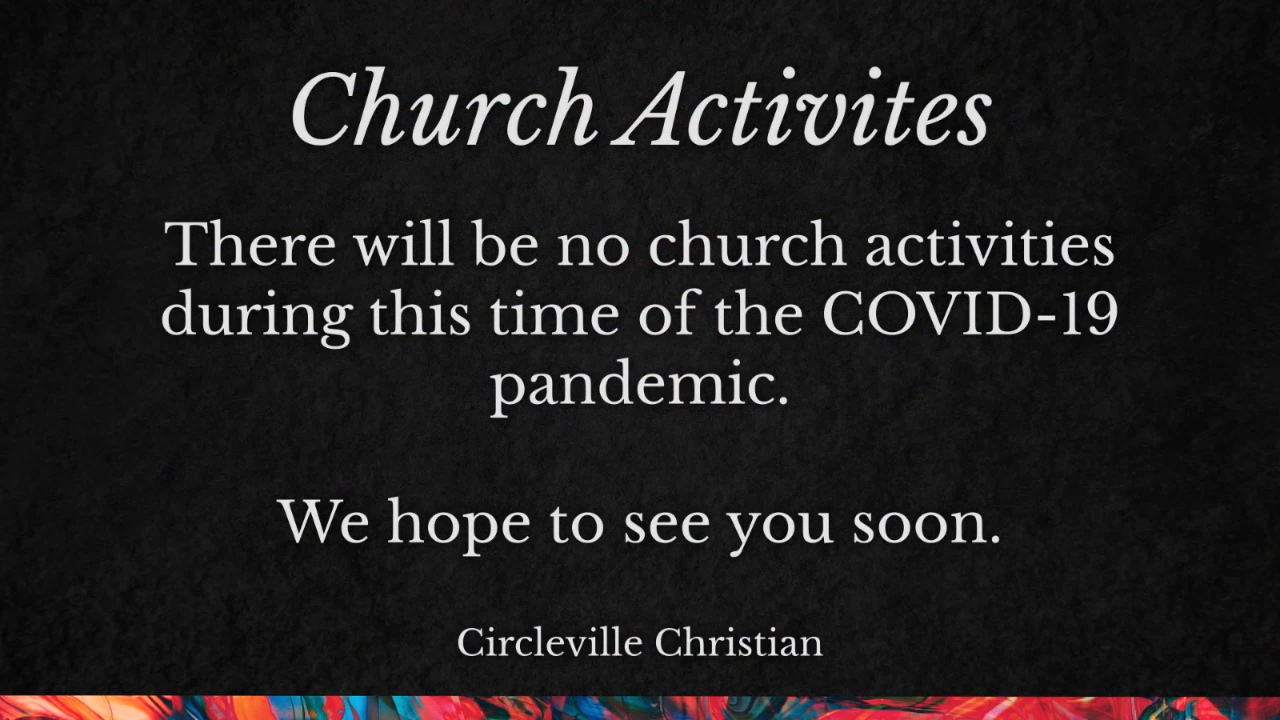 Church Activites
There will be no church activities
during this time of the COVID-19
pandemic.
We hope to see you soon.
Circleville Christian